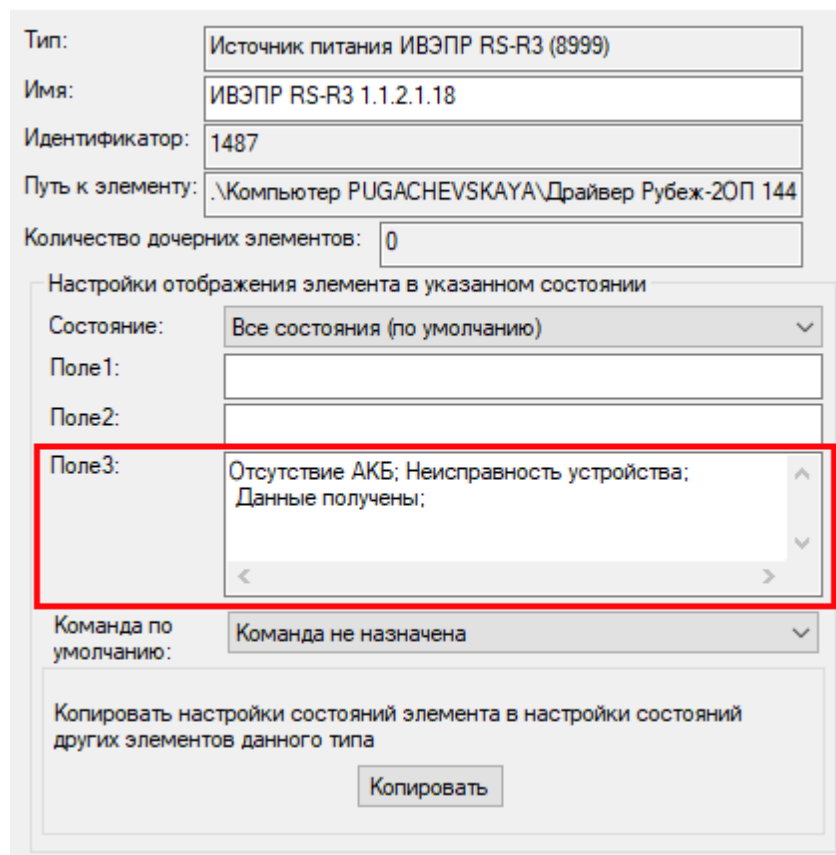 Тип:
Источник питания ИВЭПР RS-R3 (8999)
Имя:
ИВЭПР RS-R3 1.1.2.1.18
Идентификатор:
1487
Путь к элементу:
.\Компьютер PUGACHEVSKAYA\Драйвер Рубеж-2ОП 144
Количество дочерних элементов:
0
Настройки отображения элемента в указанном состоянии
Состояние:
Все состояния (по умолчанию)
Поле1:
Поле2:
Поле3:
Отсутствие АКБ; Неисправность устройства;
Данные получены;
Команда по
умолчанию:
Команда не назначена
Копировать настройки состояний элемента в настройки состояний
других элементов данного типа
Копировать